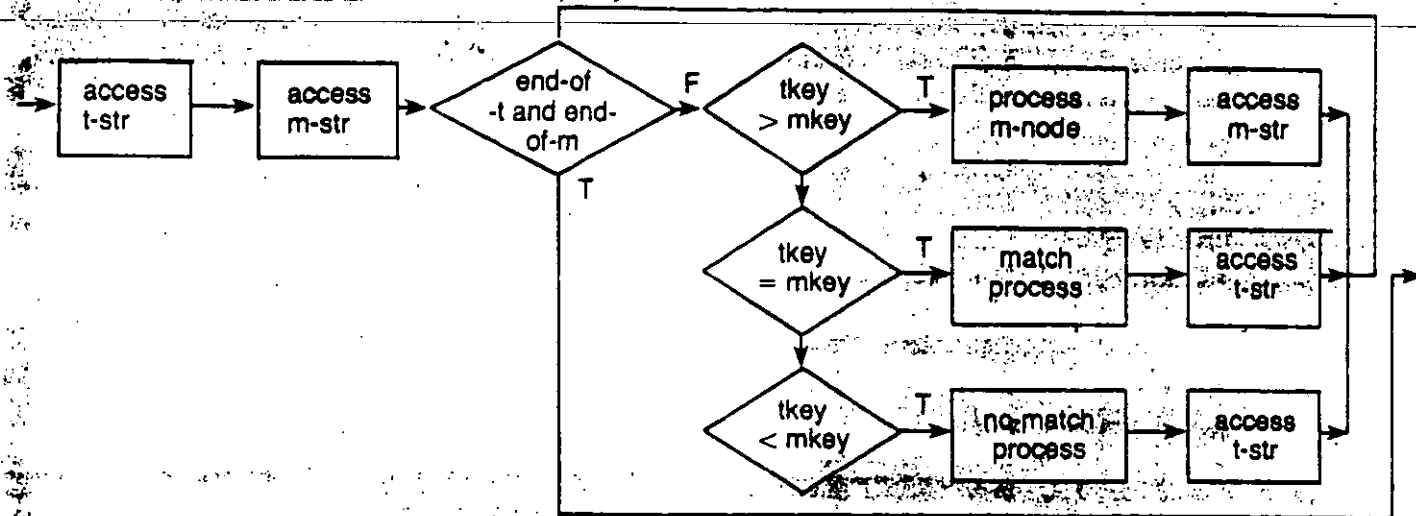 access
t-str
access
m-str
end-of
-t and end-
of-m
T
F
tkey
> mkey
T
process
m-node
access
m-str
tkey
= mkey
T
match
process
access
t-str
tkey
< mkey
T
no match
process
access
t-str